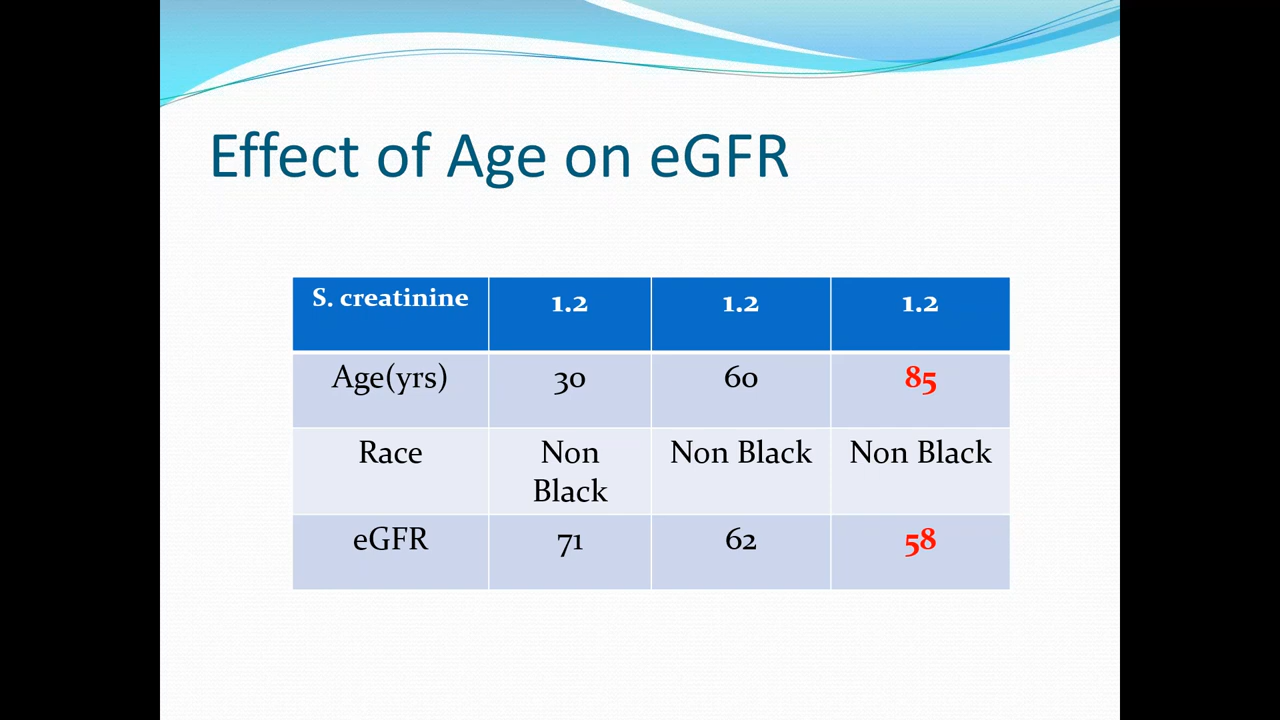 Effect of Age on eGFR
S. creatinine 1.2 1.2 1.2
Age(yrs) 30 60 85
Race Non Black Non Black Non Black
eGFR 71 62 58